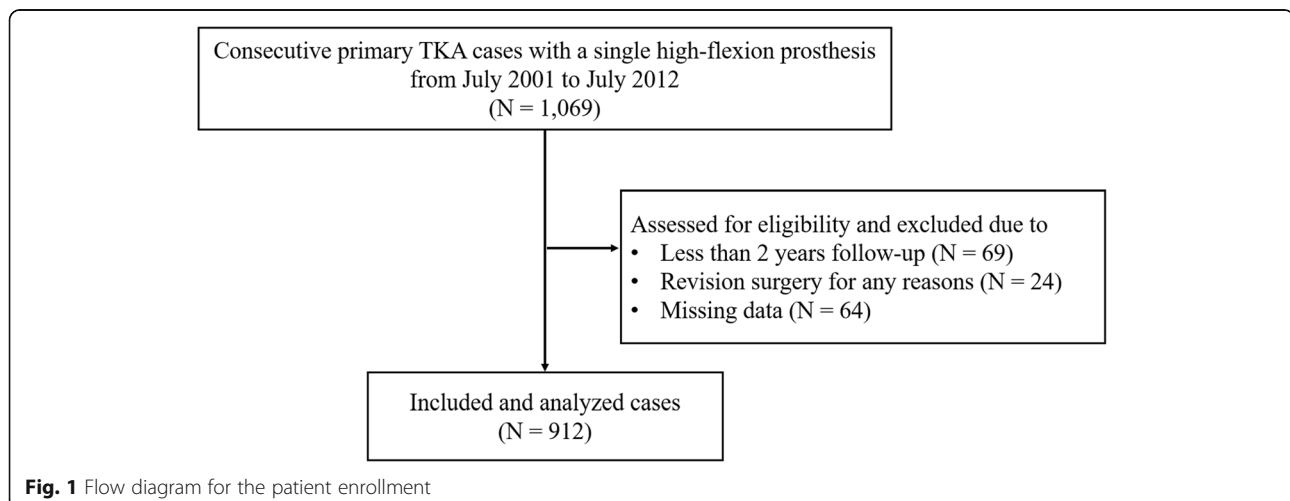 Consecutive primary TKA cases with a single high-flexion prosthesis
from July 2001 to July 2012
(N = 1,069)
Assessed for eligibility and excluded due to
• Less than 2 years follow-up (N = 69)
• Revision surgery for any reasons (N = 24)
• Missing data (N = 64)
Included and analyzed cases
(N = 912)
Fig. 1 Flow diagram for the patient enrollment